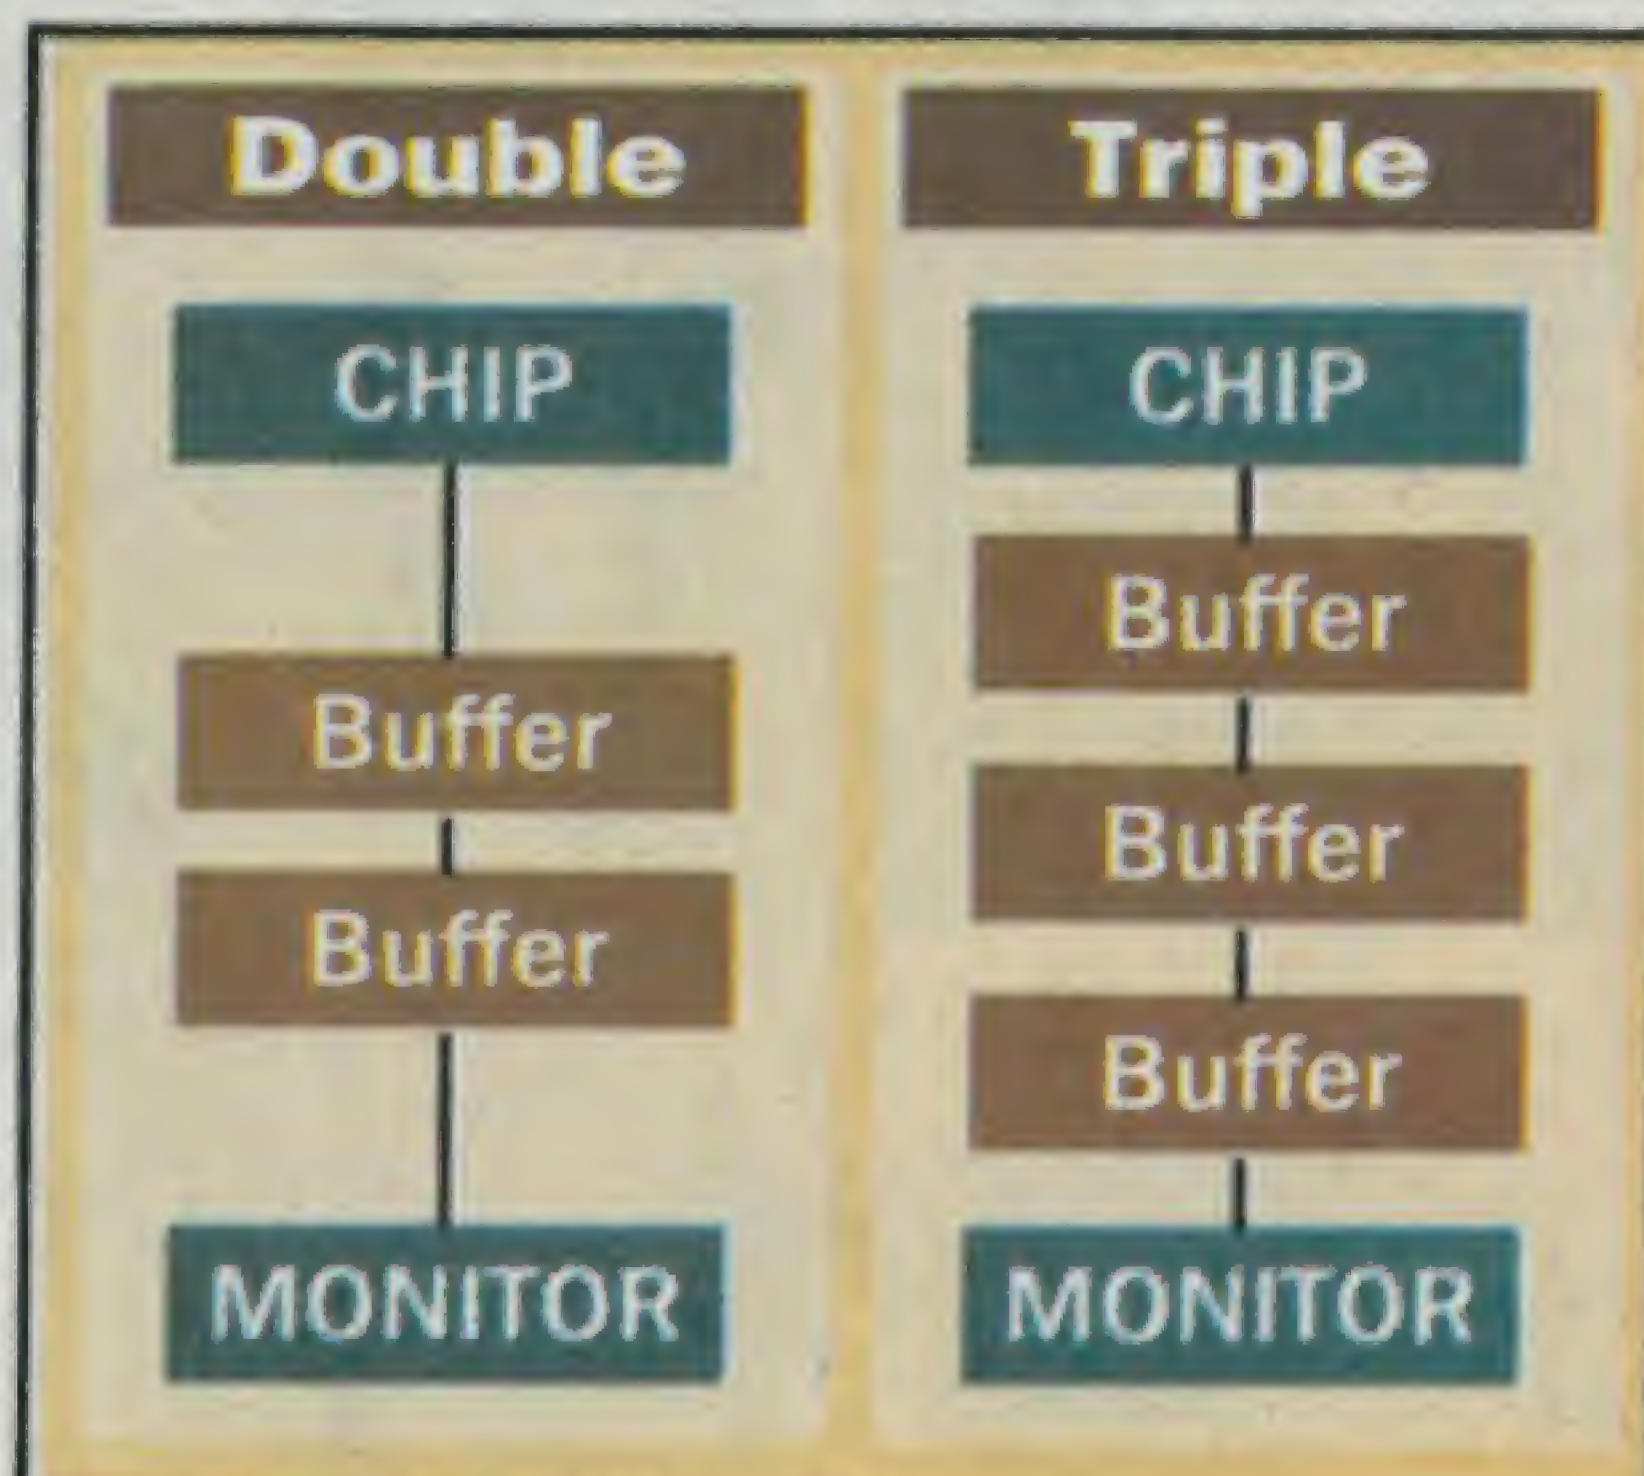 Double
CHIP
Buffer
Buffer
MONITOR
Triple
CHIP
Buffer
Buffer
Buffer
MONITOR